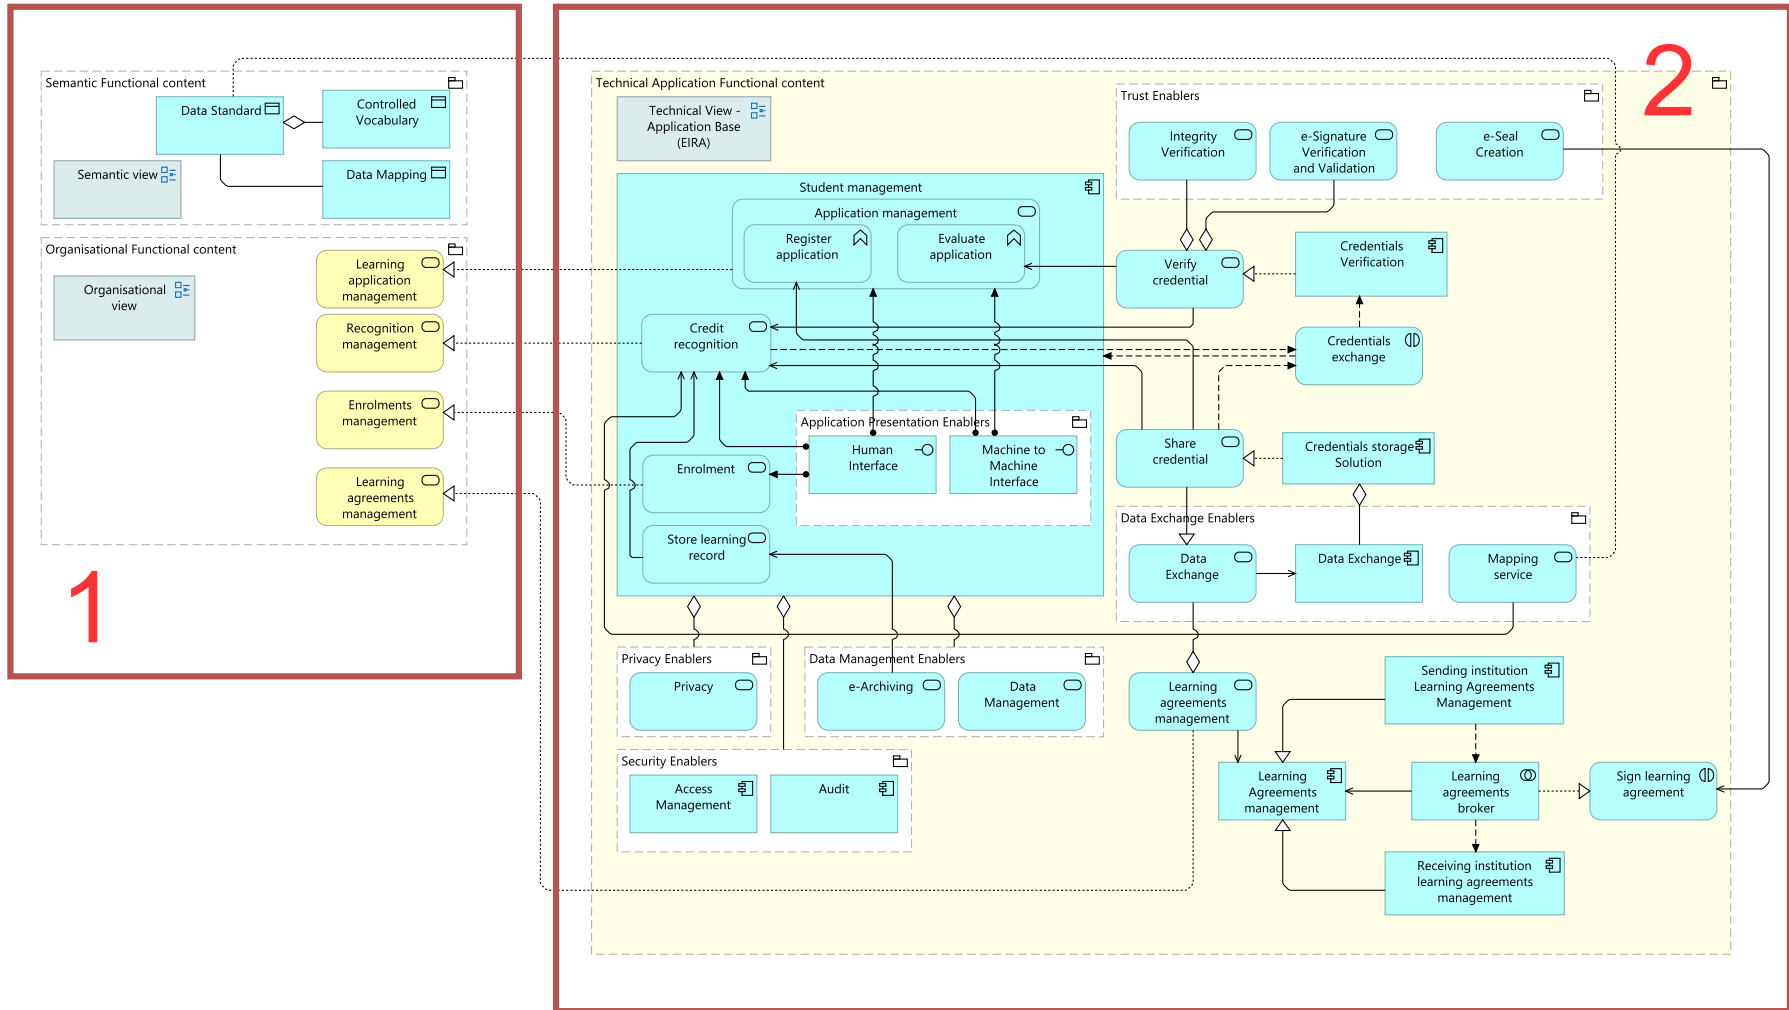 Semantic Functional content
Data Standard
Controlled
Vocabulary
Semantic view
Data Mapping
Organisational Functional content
Organisational
view
Learning
application
management
Recognition
management
Enrolments
management
Learning
agreements
management
1
2
Technical Application Functional content
Technical View -
Application Base
(EIRA)
Trust Enablers
Integrity
Verification
e-Signature
Verification
and Validation
e-Seal
Creation
Student management
Application management
Register
application
Evaluate
application
Verify
credential
Credentials
Verification
Credit
recognition
Credentials
exchange
Application Presentation Enablers
Human
Interface
Machine to
Machine
Interface
Share
credential
Credentials storage
Solution
Enrolment
Store learning
record
Data Exchange Enablers
Data
Exchange
Data Exchange
Mapping
service
Privacy Enablers
Privacy
Data Management Enablers
e-Archiving
Data
Management
Security Enablers
Access
Management
Audit
Learning
agreements
management
Sending institution
Learning Agreements
Management
Learning
Agreements
management
Learning
agreements
broker
Sign learning
agreement
Receiving institution
learning agreements
management